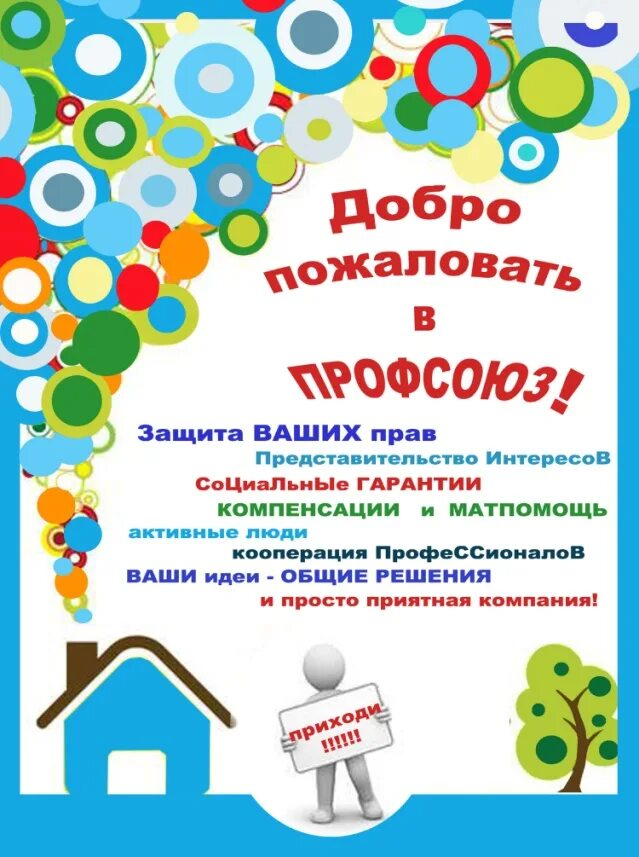 Добро
пожаловать
в
ПРОФСОЮЗ!
Защита ВАШИХ прав
Представительство ИнтересоВ
СоЦиаЛьнЫе ГАРАНТИИ
КОМПЕНСАЦИИ и МАТПОМОЩЬ
активные люди
кооперация ПрофеССионалоВ
ВАШИ идеи - ОБЩИЕ РЕШЕНИЯ
и просто приятная компания!
приходи
!!!!!!